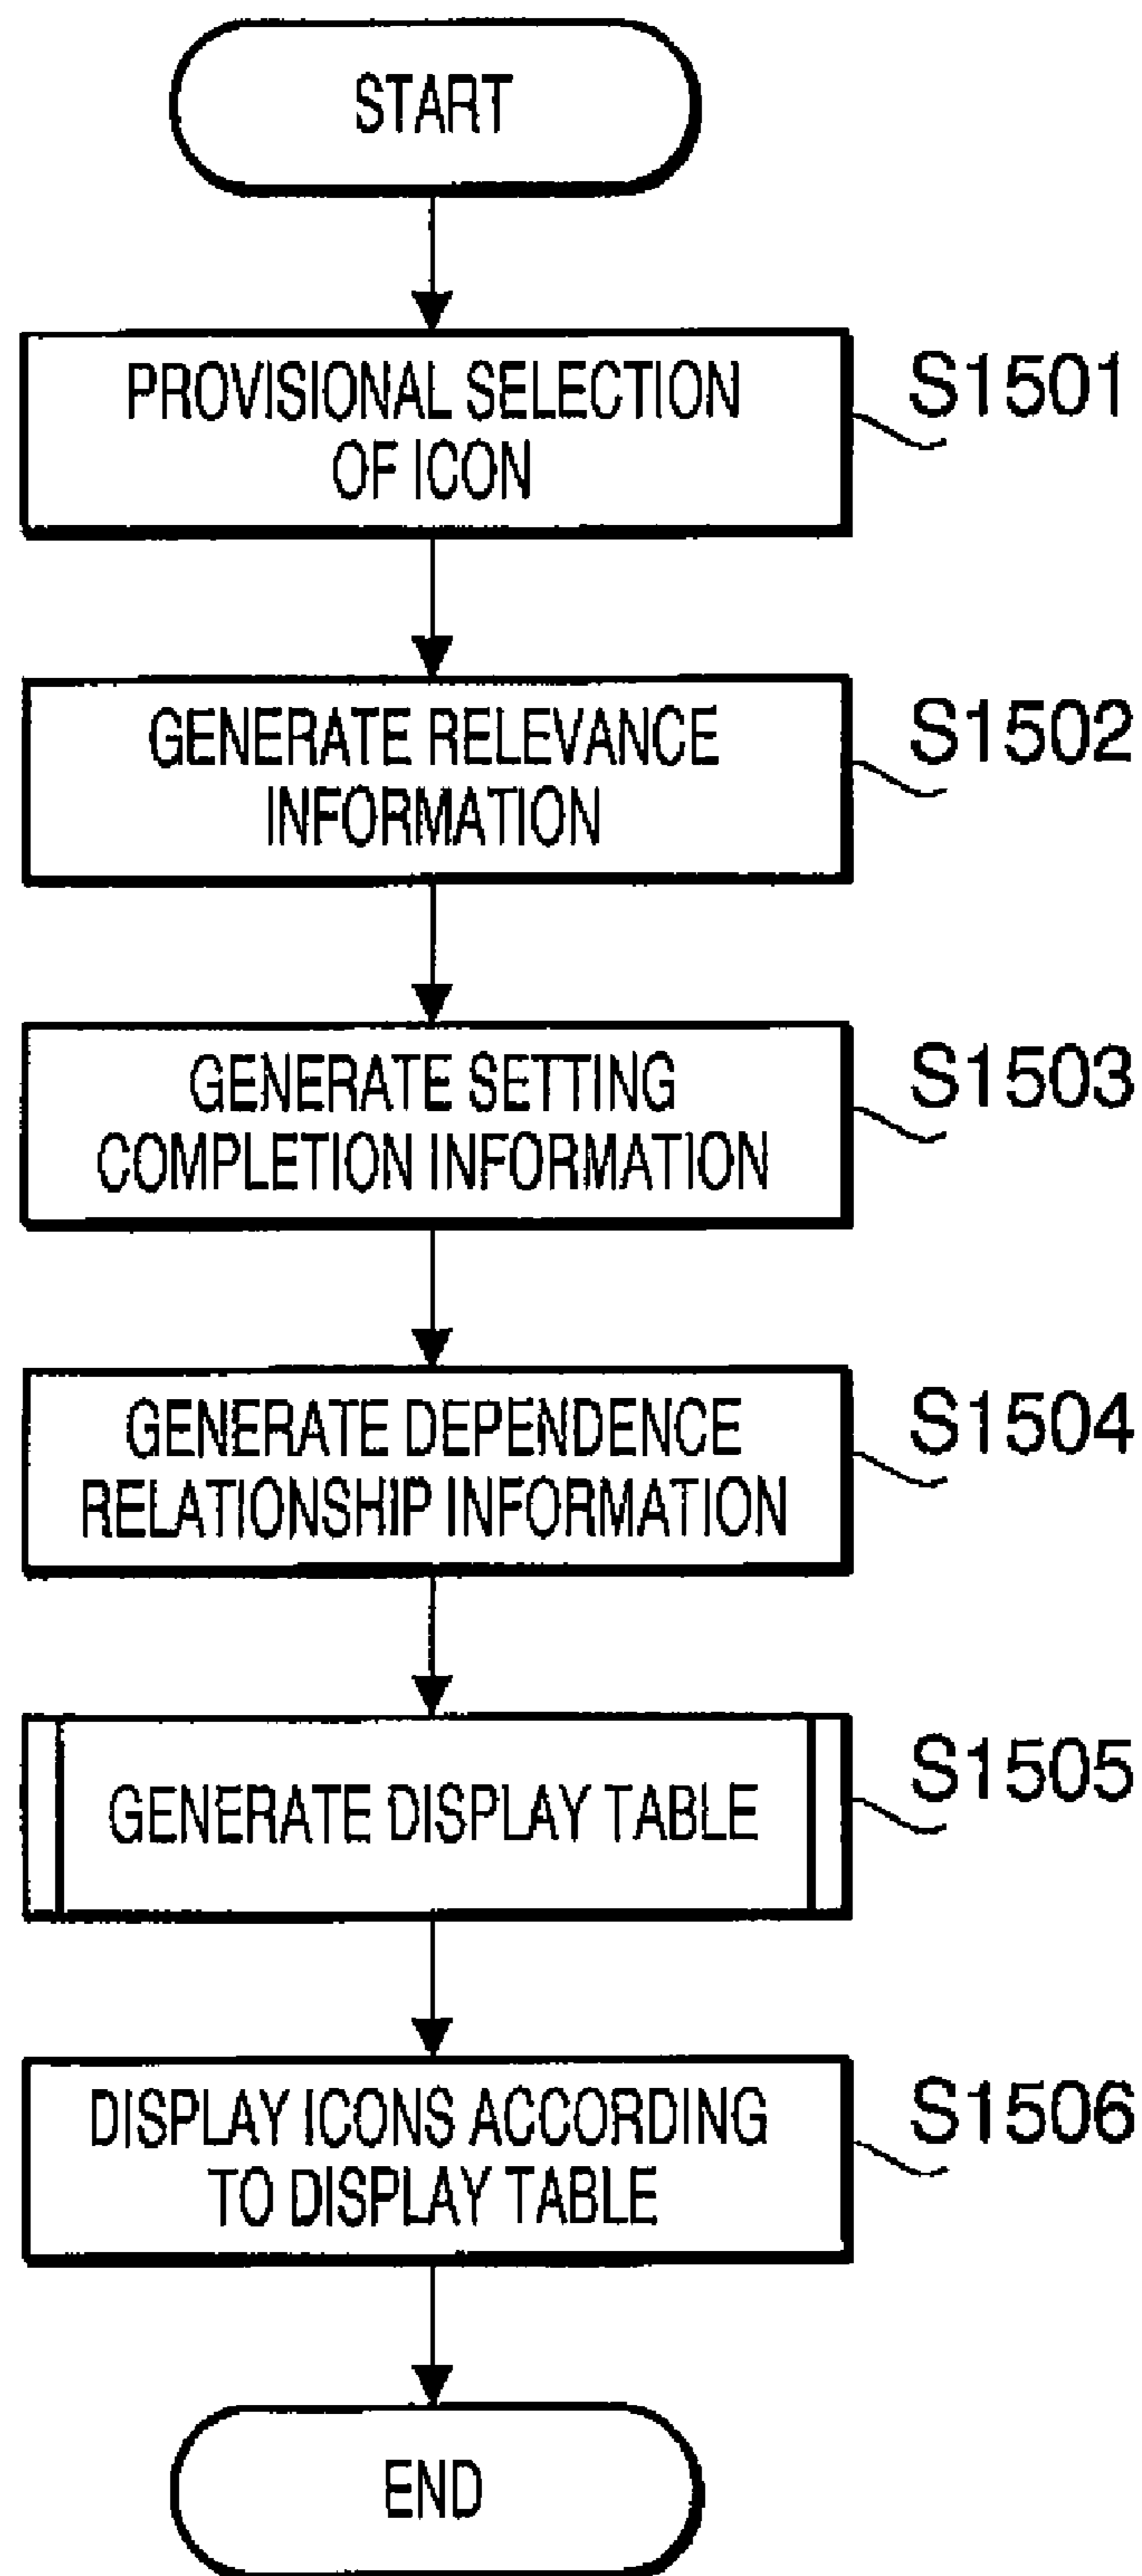 START
PROVISIONAL SELECTION
OF ICON
S1501
GENERATE RELEVANCE
INFORMATION
S1502
GENERATE SETTING
COMPLETION INFORMATION
S1503
GENERATE DEPENDENCE
RELATIONSHIP INFORMATION
S1504
GENERATE DISPLAY TABLE
S1505
DISPLAY ICONS ACCORDING
TO DISPLAY TABLE
S1506
END